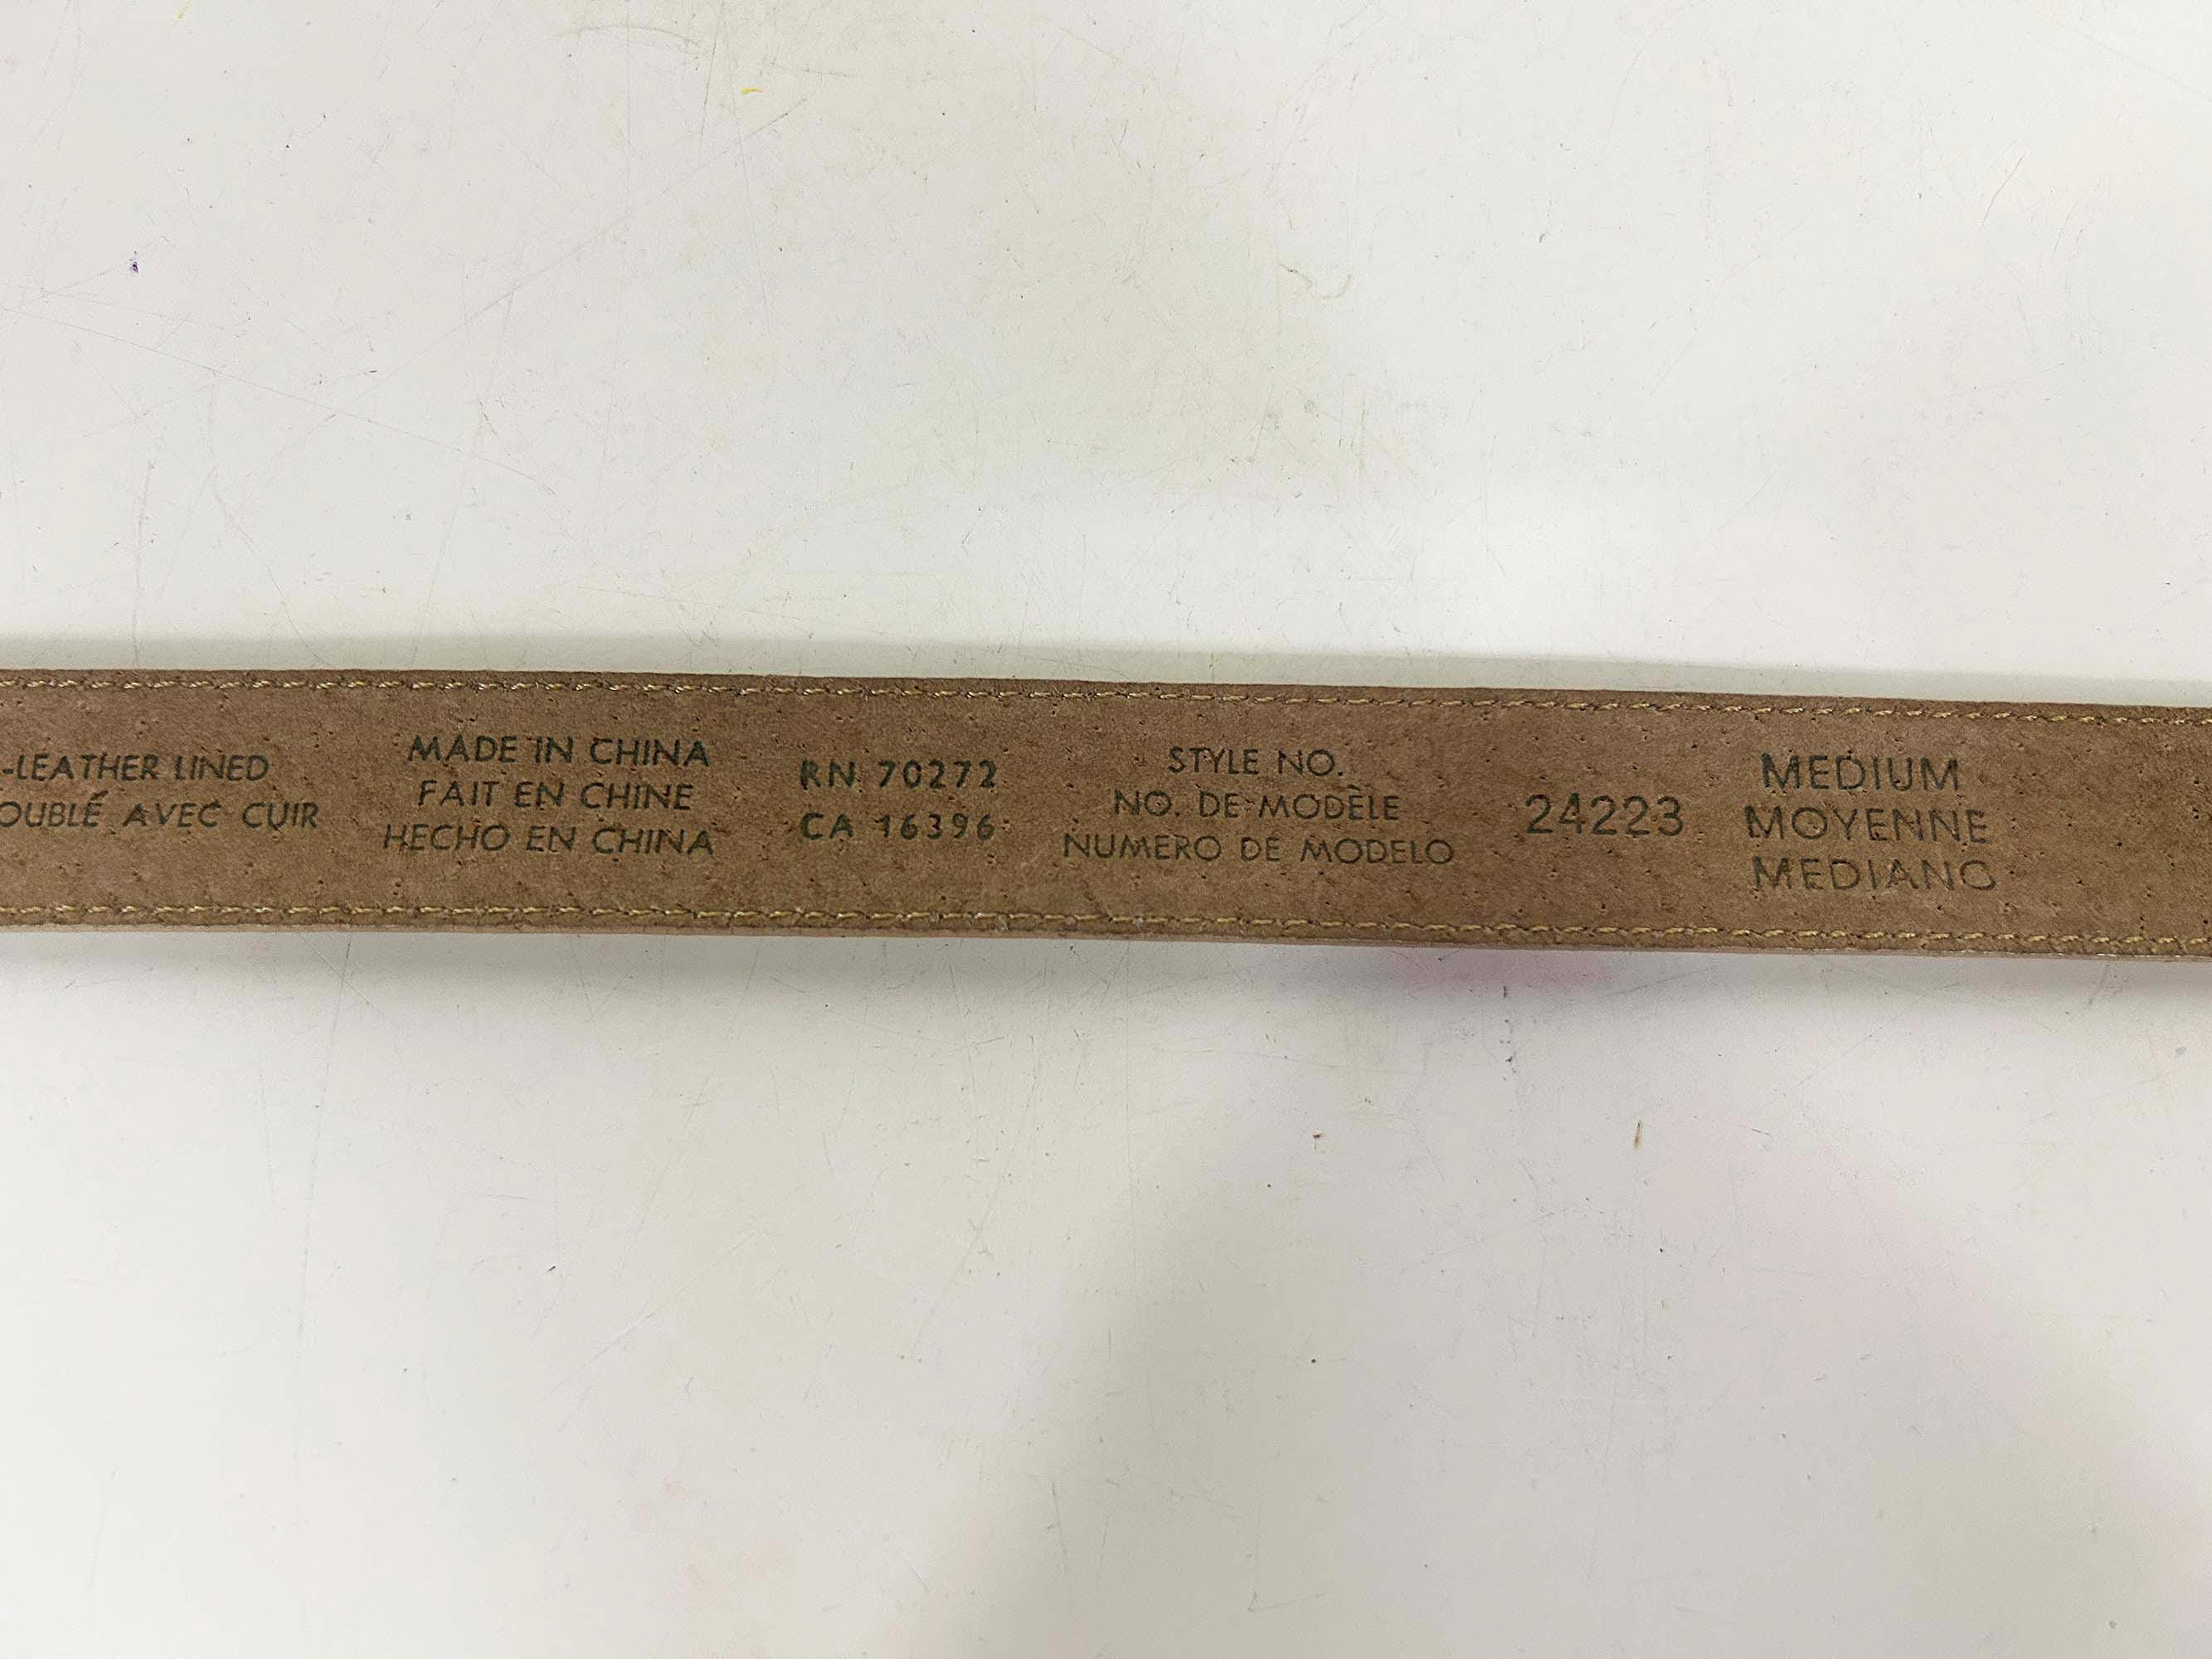 -LEATHER LINED
OUBLÉ AVEC CUIR
MADE IN CHINA
FAIT EN CHINE
HECHO EN CHINA
RN 70272
CA 16396
STYLE NO.
NO. DE MODÈLE
NUMERO DE MODELO
24223
MEDIUM
MOYENNE
MEDIANO